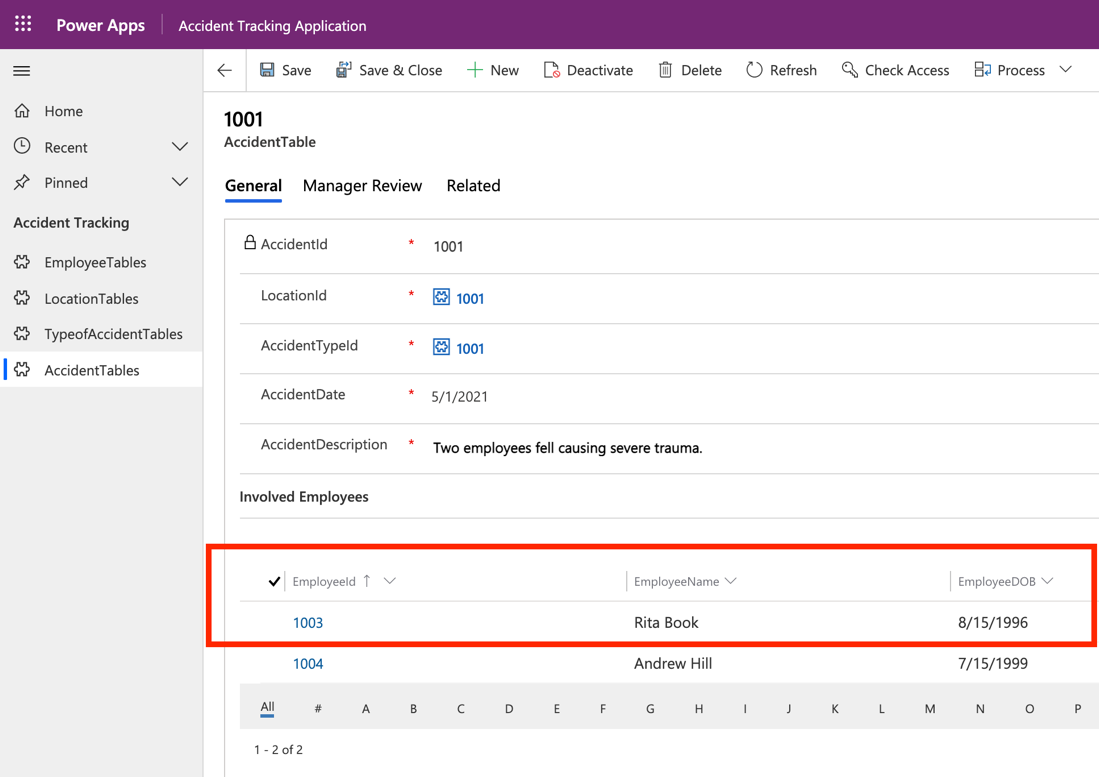 Power Apps Accident Tracking Application
Save Save & Close New Deactivate Delete Refresh Check Access Process
Home
Recent
Pinned
Accident Tracking
EmployeeTables
LocationTables
TypeofAccidentTables
AccidentTables
1001
AccidentTable
General Manager Review Related
AccidentId * 1001
LocationId * 1001
AccidentTypeId * 1001
AccidentDate * 5/1/2021
AccidentDescription * Two employees fell causing severe trauma.
Involved Employees
EmployeeId ↑ EmployeeName EmployeeDOB
1003 Rita Book 8/15/1996
1004 Andrew Hill 7/15/1999
All # A B C D E F G H I J K L M N O P
1 - 2 of 2